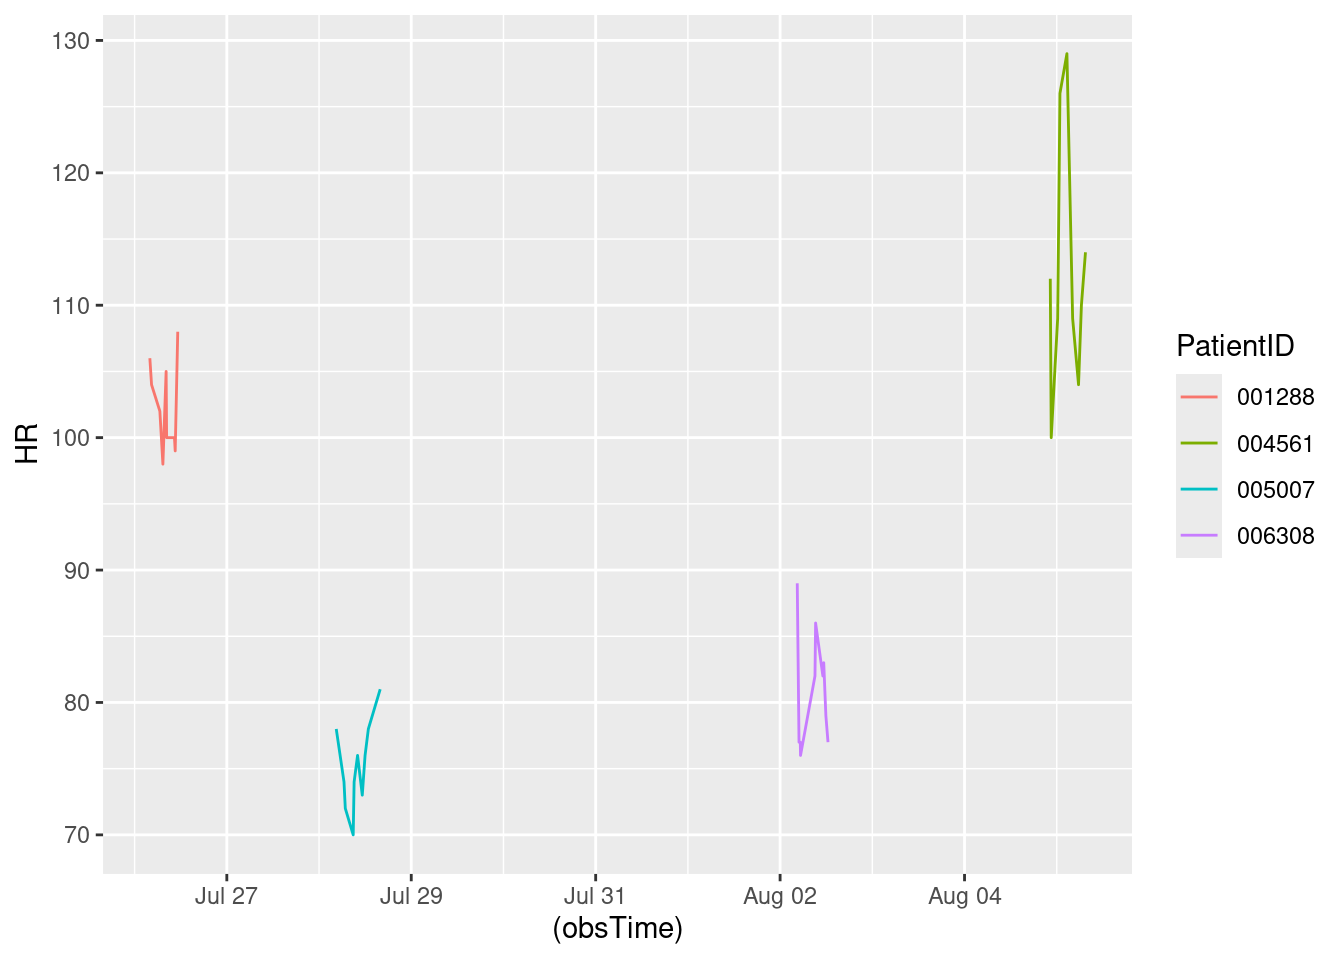 130
120
110
100
90
80
70
HR
Jul 27
Jul 29
Jul 31
Aug 02
Aug 04
(obsTime)
PatientID
001288
004561
005007
006308